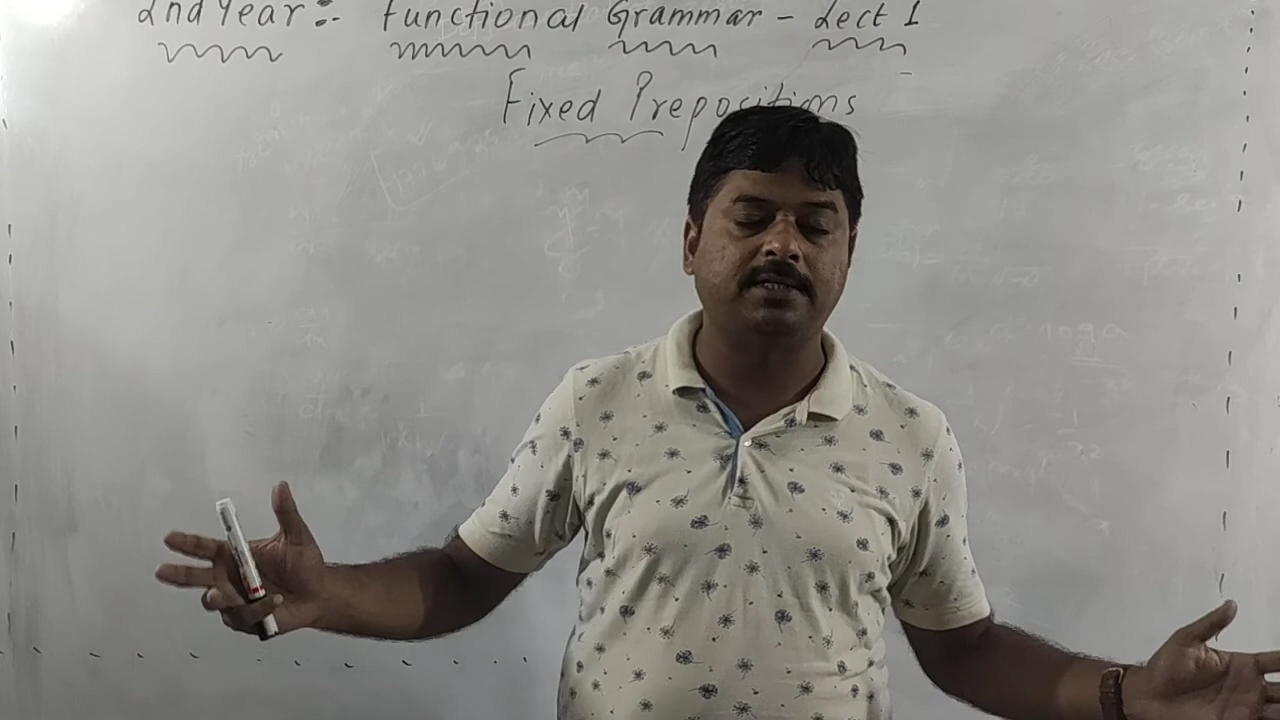 2nd Year :- Functional Grammar - Lect 1
Fixed Prepositions